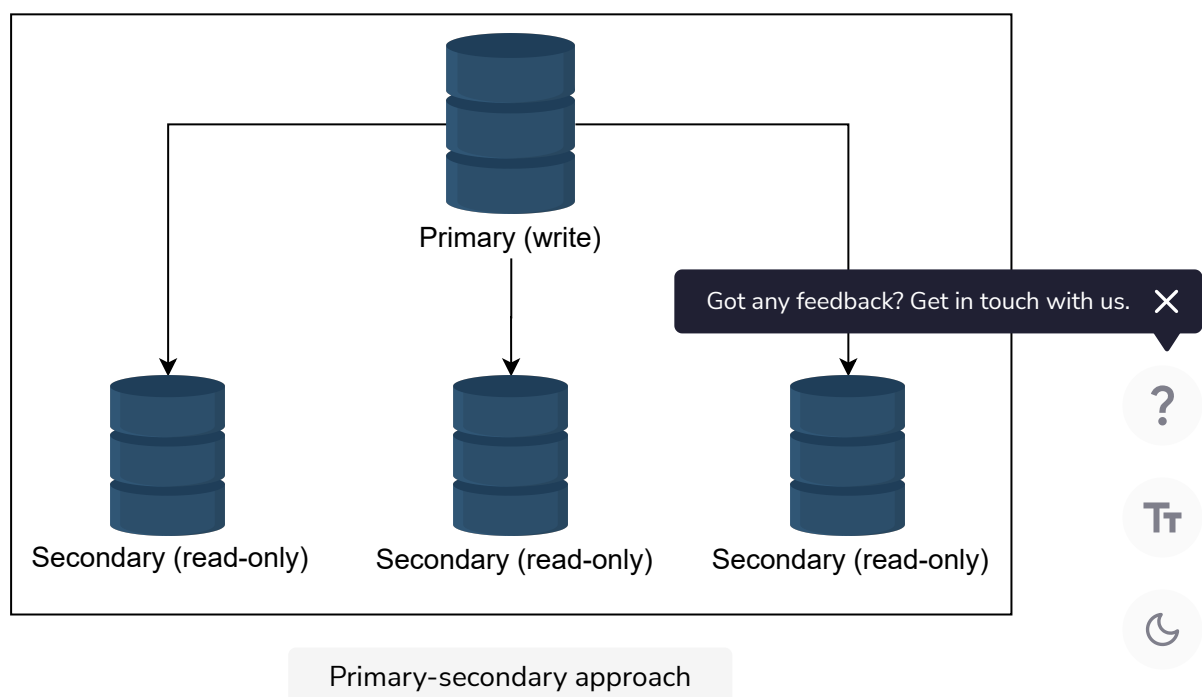 Primary (write)
Got any feedback? Get in touch with us.
?
Secondary (read-only)
Secondary (read-only)
Secondary (read-only)
TT
Primary-secondary approach